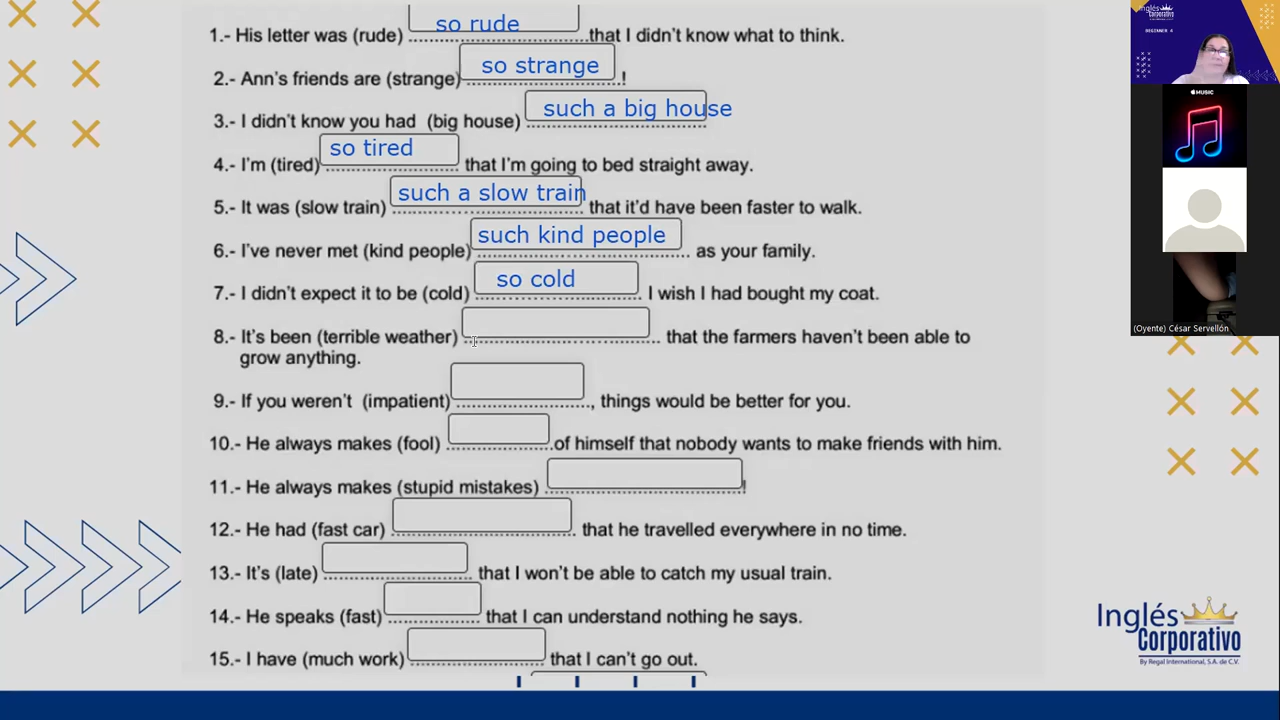 so rude
1.- His letter was (rude) ........................ that I didn't know what to think.
so strange
2.- Ann's friends are (strange) ........................ !
such a big house
3.- I didn't know you had (big house) ........................
so tired
4.- I'm (tired) ........................ that I'm going to bed straight away.
such a slow train
5.- It was (slow train) ........................ that it'd have been faster to walk.
such kind people
6.- I've never met (kind people) ........................ as your family.
so cold
7.- I didn't expect it to be (cold) ........................ I wish I had bought my coat.
8.- It's been (terrible weather) ........................ that the farmers haven't been able to
grow anything.
9.- If you weren't (impatient) ........................, things would be better for you.
10.- He always makes (fool) ........................ of himself that nobody wants to make friends with him.
11.- He always makes (stupid mistakes) ........................!
12.- He had (fast car) ........................ that he travelled everywhere in no time.
13.- It's (late) ........................ that I won't be able to catch my usual train.
14.- He speaks (fast) ........................ that I can understand nothing he says.
15.- I have (much work) ........................ that I can't go out.
Inglés
Corporativo
BEGINNER 4
MUSIC
(Oyente) César Servellón
Inglés
Corporativo
By Regal International, S.A. de C.V.